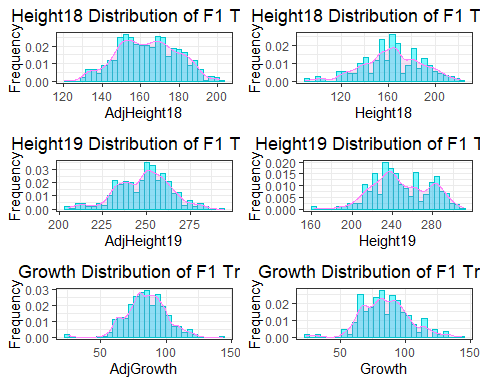 Height18 Distribution of F1 T
Frequency
0.02
0.01
0.00
120 140 160 180 200
AdjHeight18
Height18 Distribution of F1 T
Frequency
0.02
0.01
0.00
120 160 200
Height18
Height19 Distribution of F1 T
Frequency
0.03
0.02
0.01
0.00
200 225 250 275
AdjHeight19
Height19 Distribution of F1 T
Frequency
0.020
0.015
0.010
0.005
0.000
160 200 240 280
Height19
Growth Distribution of F1 Tr
Frequency
0.03
0.02
0.01
0.00
50 100 150
AdjGrowth
Growth Distribution of F1 Tr
Frequency
0.02
0.01
0.00
50 100 150
Growth